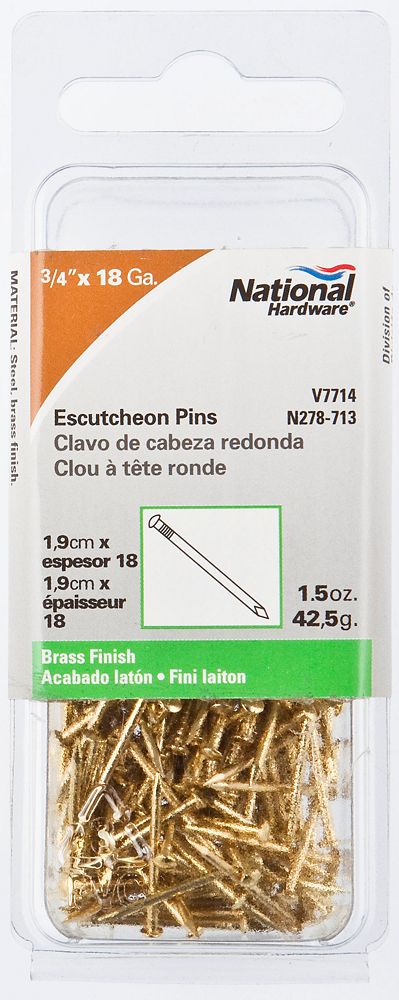 3/4" x 18 Ga.
National
Hardware®
V7714
N278-713
Escutcheon Pins
Clavo de cabeza redonda
Clou à tête ronde
1,9cm x
espesor 18
1,9cm x
épaisseur
18
1.5oz.
42,5g.
Brass Finish
Acabado latón • Fini laiton
MATERIAL: Steel, brass finish.
Division of